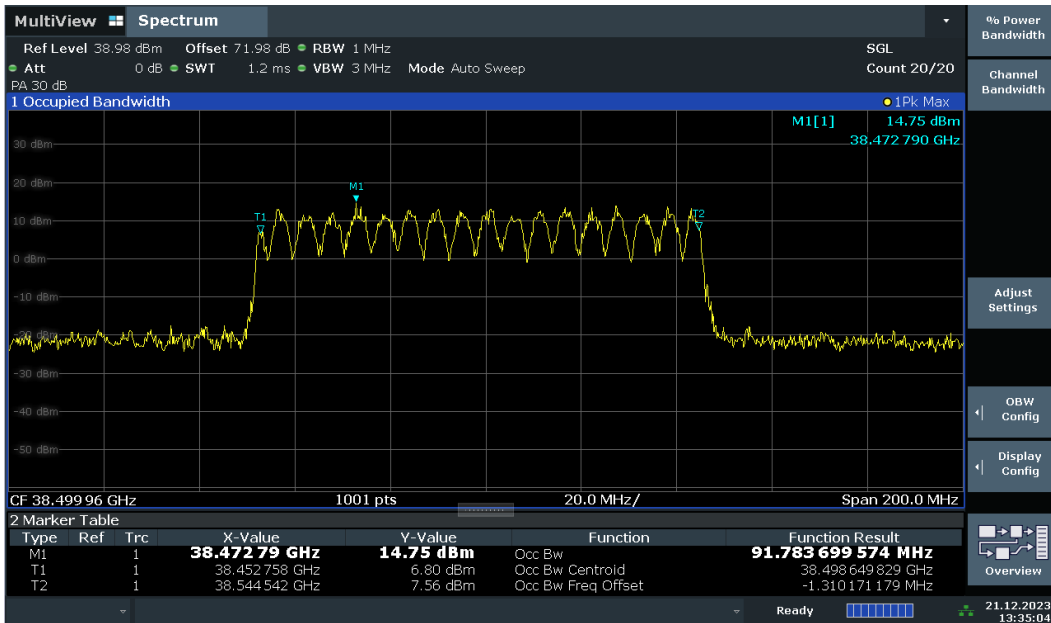 MultiView Spectrum
Ref Level 38.98 dBm Offset 71.98 dB RBW 1 MHz SGL
Att 0 dB SWT 1.2 ms VBW 3 MHz Mode Auto Sweep Count 20/20
PA 30 dB
1 Occupied Bandwidth 1Pk Max
M1[1] 14.75 dBm
38.472 790 GHz
30 dBm
20 dBm
M1
T1
T2
10 dBm
0 dBm
-10 dBm
-20 dBm
-30 dBm
-40 dBm
-50 dBm
CF 38.499 96 GHz 1001 pts 20.0 MHz/ Span 200.0 MHz
2 Marker Table
Type Ref Trc X-Value Y-Value Function Function Result
M1 1 38.472 79 GHz 14.75 dBm Occ Bw 91.783 699 574 MHz
T1 1 38.452 758 GHz 6.80 dBm Occ Bw Centroid 38.498 649 829 GHz
T2 1 38.544 542 GHz 7.56 dBm Occ Bw Freq Offset -1.310 171 179 MHz
Ready 21.12.2023
13:35:04
% Power
Bandwidth
Channel
Bandwidth
Adjust
Settings
OBW
Config
Display
Config
Overview